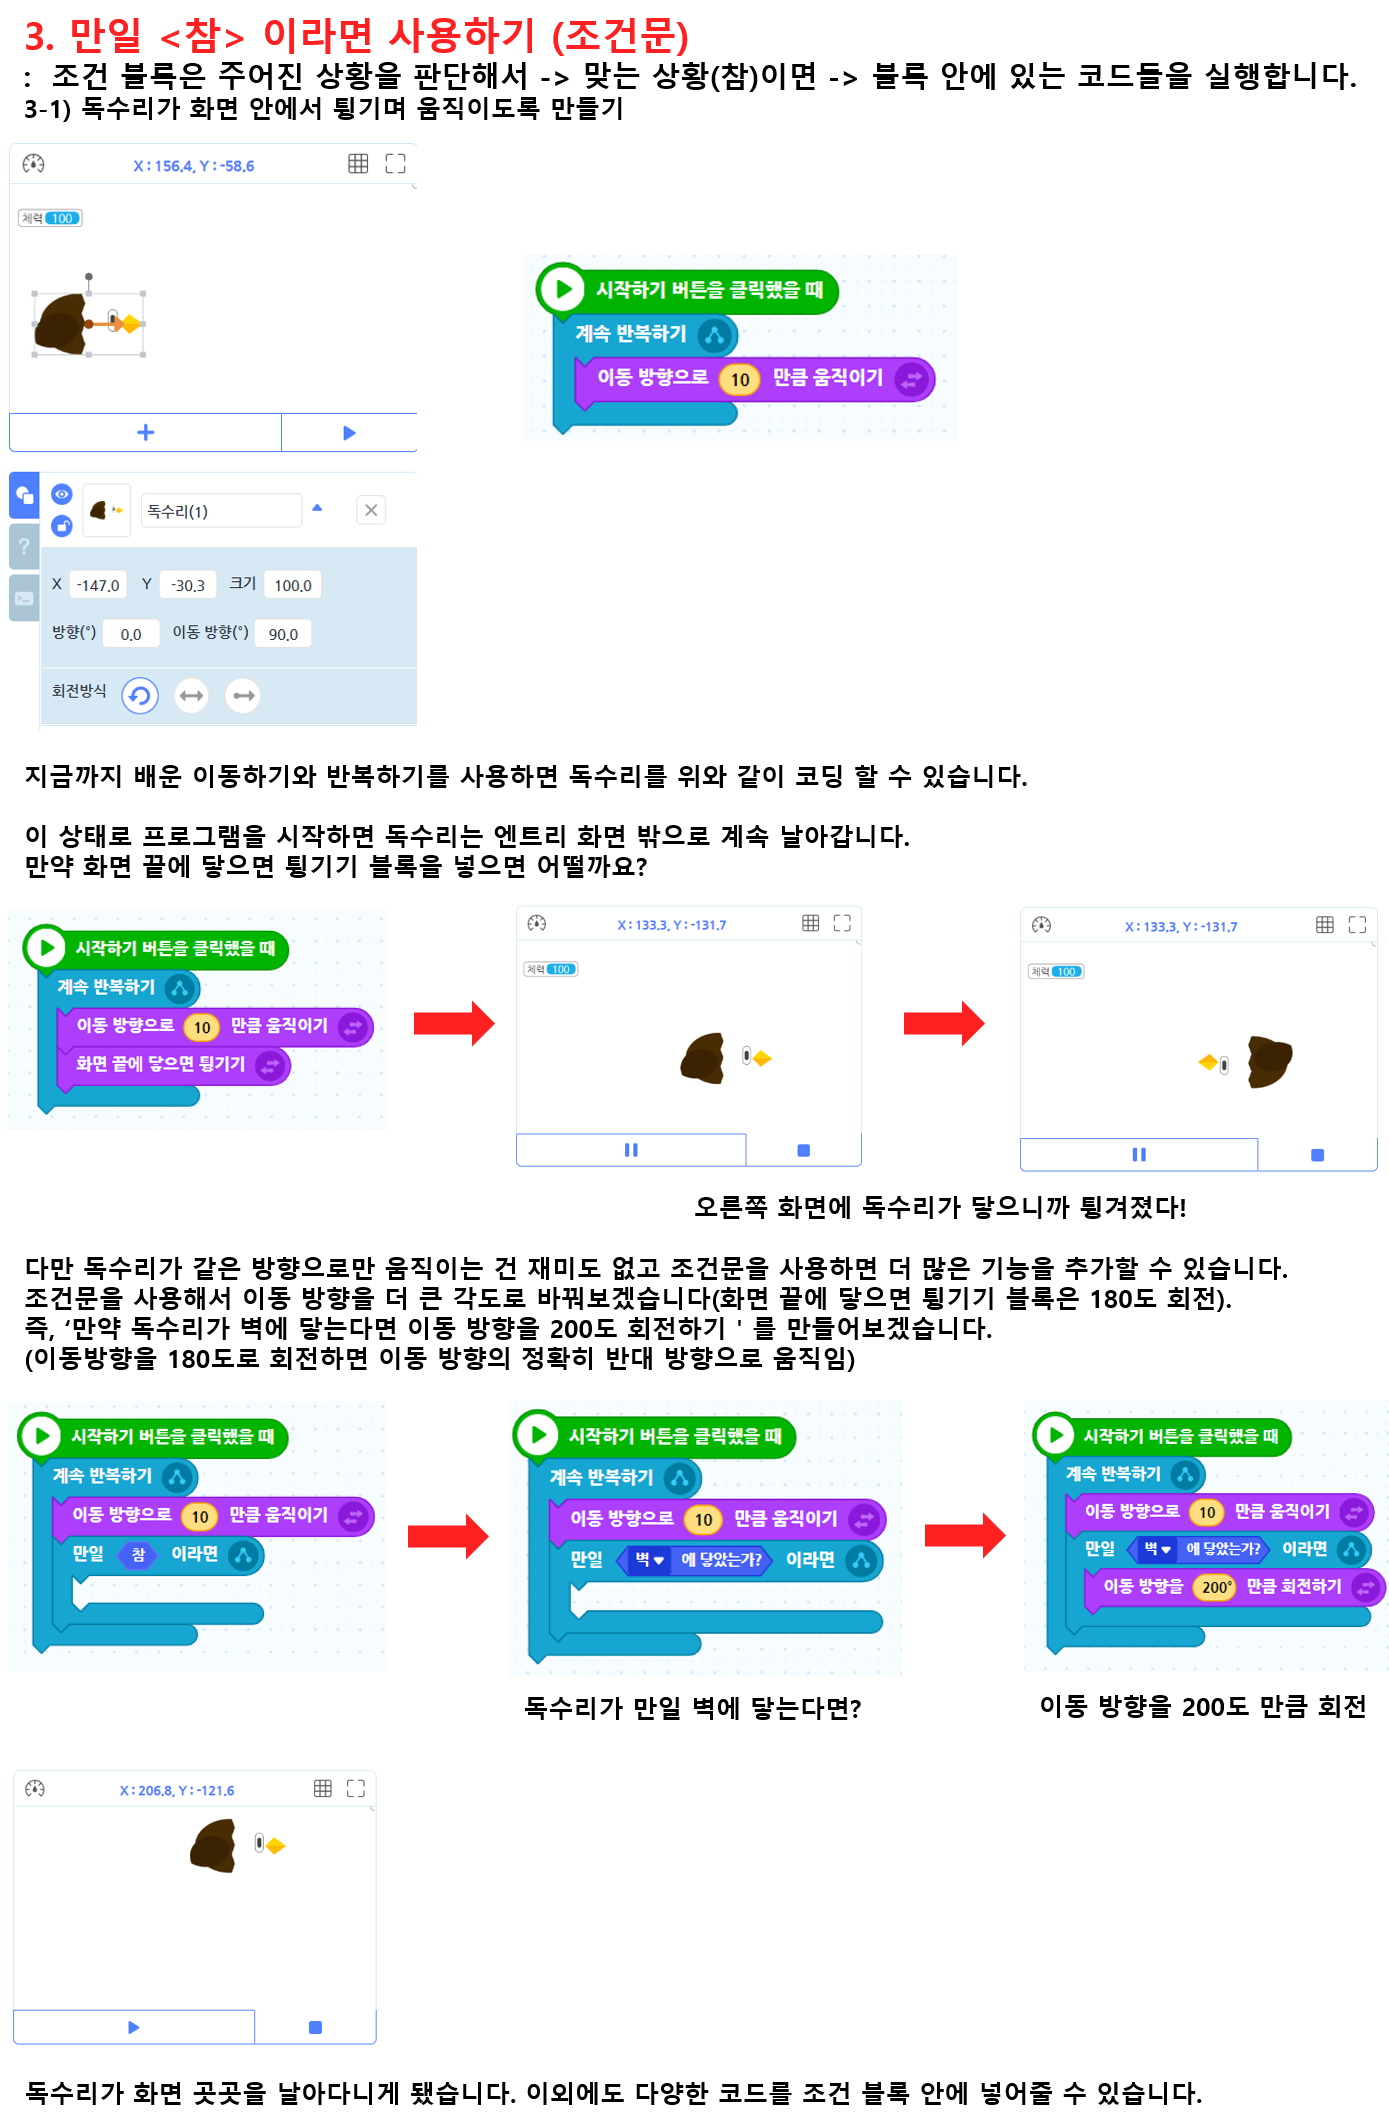 3. 만일 <참> 이라면 사용하기 (조건문)
: 조건 블록은 주어진 상황을 판단해서 -> 맞는 상황(참)이면 -> 블록 안에 있는 코드들을 실행합니다.
3-1) 독수리가 화면 안에서 튕기며 움직이도록 만들기
X : 156.4, Y : -58.6
체력 100
시작하기 버튼을 클릭했을 때
계속 반복하기
이동 방향으로 10 만큼 움직이기
독수리(1)
X -147.0 Y -30.3 크기 100.0
방향(°) 0.0 이동 방향(°) 90.0
회전방식
지금까지 배운 이동하기와 반복하기를 사용하면 독수리를 위와 같이 코딩 할 수 있습니다.
이 상태로 프로그램을 시작하면 독수리는 엔트리 화면 밖으로 계속 날아갑니다.
만약 화면 끝에 닿으면 튕기기 블록을 넣으면 어떨까요?
시작하기 버튼을 클릭했을 때
계속 반복하기
이동 방향으로 10 만큼 움직이기
화면 끝에 닿으면 튕기기
X : 133.3, Y : -131.7
체력 100
X : 133.3, Y : -131.7
체력 100
오른쪽 화면에 독수리가 닿으니까 튕겨졌다!
다만 독수리가 같은 방향으로만 움직이는 건 재미도 없고 조건문을 사용하면 더 많은 기능을 추가할 수 있습니다.
조건문을 사용해서 이동 방향을 더 큰 각도로 바꿔보겠습니다(화면 끝에 닿으면 튕기기 블록은 180도 회전).
즉, ‘만약 독수리가 벽에 닿는다면 이동 방향을 200도 회전하기 ' 를 만들어보겠습니다.
(이동방향을 180도로 회전하면 이동 방향의 정확히 반대 방향으로 움직임)
시작하기 버튼을 클릭했을 때
계속 반복하기
이동 방향으로 10 만큼 움직이기
만일 참 이라면
시작하기 버튼을 클릭했을 때
계속 반복하기
이동 방향으로 10 만큼 움직이기
만일 벽 에 닿았는가? 이라면
시작하기 버튼을 클릭했을 때
계속 반복하기
이동 방향으로 10 만큼 움직이기
만일 벽 에 닿았는가? 이라면
이동 방향을 200° 만큼 회전하기
독수리가 만일 벽에 닿는다면?
이동 방향을 200도 만큼 회전
X : 206.8, Y : -121.6
독수리가 화면 곳곳을 날아다니게 됐습니다. 이외에도 다양한 코드를 조건 블록 안에 넣어줄 수 있습니다.